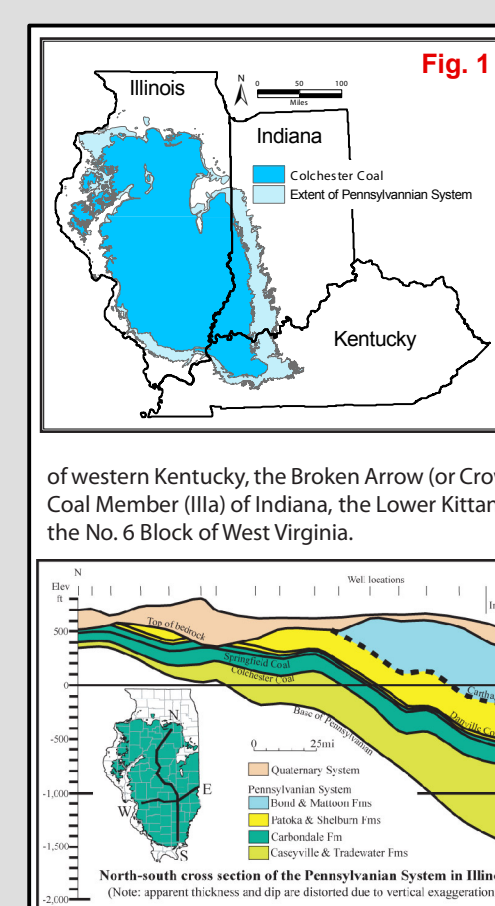 Fig. 1
Illinois
N
0 50 100
Miles
Indiana
Colchester Coal
Extent of Pennsylvannian System
Kentucky
of western Kentucky, the Broken Arrow (or Crow
Coal Member (IIIa) of Indiana, the Lower Kittan
the No. 6 Block of West Virginia.
N
Elev
ft
Well locations
In
Top of bedrock
500
Springfield Coal
Colchester Coal
Cartha
0
Danville Co
Base of Pennsylvanian
N
0 25mi
-500
E
W
S
Quaternary System
Pennsylvanian System
Bond & Mattoon Fms
-1,000
Patoka & Shelburn Fms
Carbondale Fm
Caseyville & Tradewater Fms
-1,500
North-south cross section of the Pennsylvanian System in Illin
(Note: apparent thickness and dip are distorted due to vertical exaggeration
-2,000